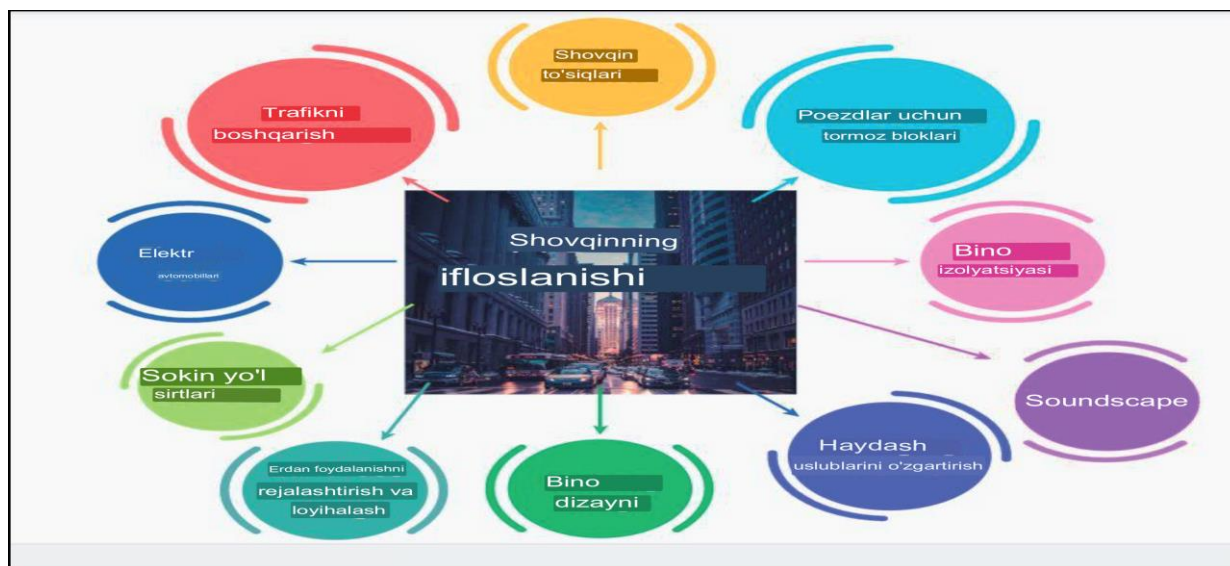 Shovqin
to'siqlari
Trafikni
boshqarish
Poezdlar uchun
tormoz bloklari
Elektr
avtomobillari
Shovqinning
ifloslanishi
Bino
izolyatsiyasi
Sokin yo'l
sirtlari
Soundscape
Erdan foydalanishni
rejalashtirish va
loyihalash
Bino
dizayni
Haydash
uslublarini o'zgartirish